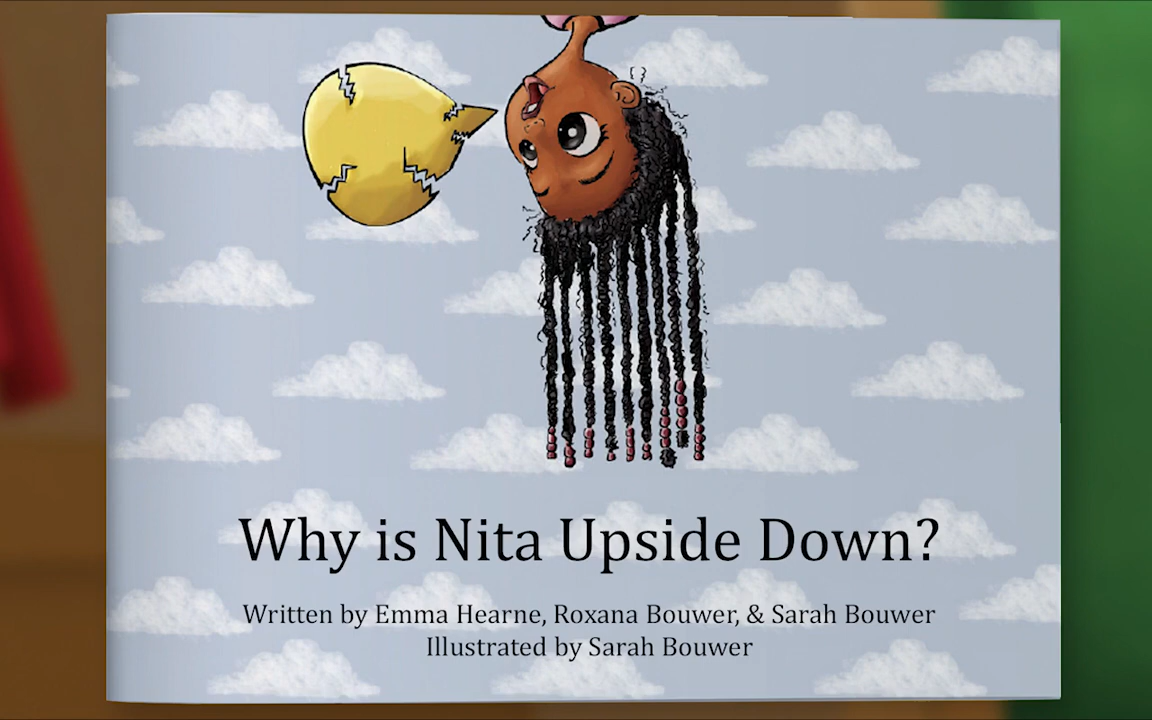 Why is Nita Upside Down?
Written by Emma Hearne, Roxana Bouwer, & Sarah Bouwer
Illustrated by Sarah Bouwer